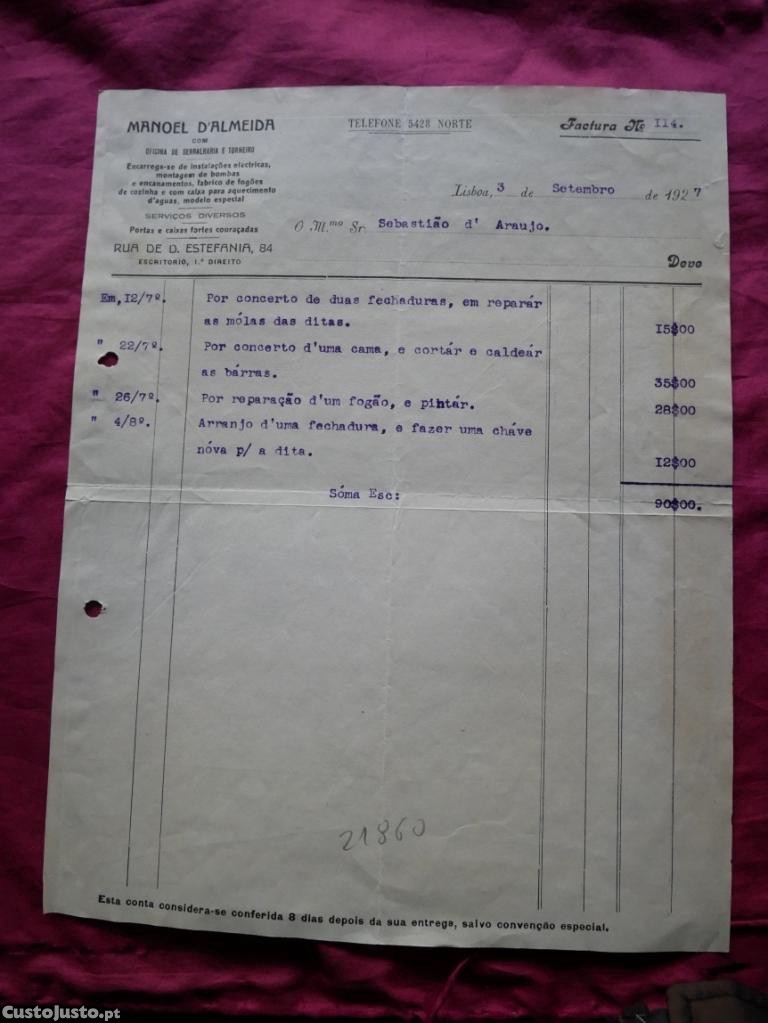 MANOEL D'ALMEIDA
COM
OFICINA DE SERRALHARIA E TORNEIRO
Encarrega-se de instalações electricas,
montagem de bombas
e encanamentos, fabrico de fogões
de cozinha e com caixa para aquecimento
d'aguas, modelo especial
SERVIÇOS DIVERSOS
Portas e caixas fortes couraçadas
RUA DE D. ESTEFANIA, 84
ESCRITORIO, 1.º DIREITO
TELEFONE 5428 NORTE
Factura Nº 114.
Lisboa, 3 de Setembro de 1927
O M.mo Sr. Sebastião d' Araujo.
Deve
Em, 12/7º. Por concerto de duas fechaduras, em reparár
as mólas das ditas. 15$00
" 22/7º. Por concerto d'uma cama, e cortár e caldeár
as bárras. 35$00
" 26/7º. Por reparação d'um fogão, e pintár. 28$00
" 4/8º. Arranjo d'uma fechadura, e fazer uma cháve
nóva p/ a dita. 12$00
Sóma Esc: 90$00.
21860
Esta conta considera-se conferida 8 dias depois da sua entrega, salvo convenção especial.
CustoJusto.pt